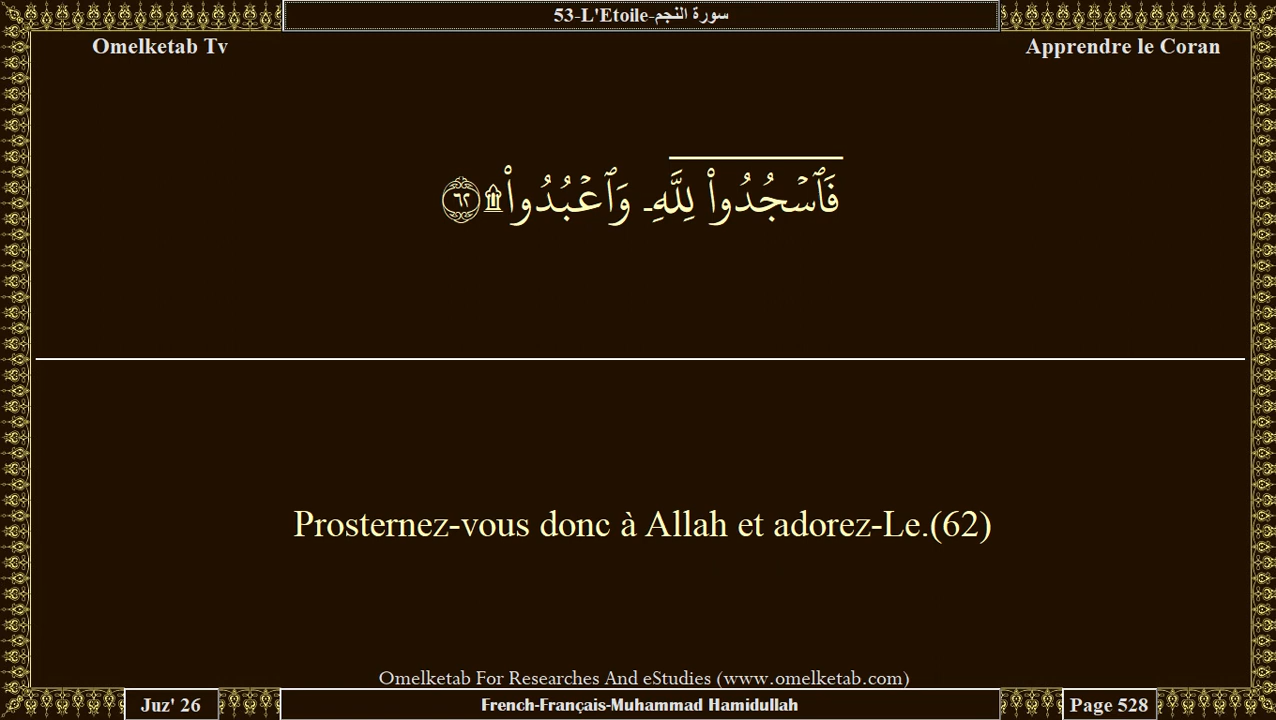 53-L'Etoile-سورة النجم
Omelketab Tv
Apprendre le Coran
فَٱسۡجُدُواْۤ لِلَّهِۤ وَٱعۡبُدُواْ ۩ ٦٢
Prosternez-vous donc à Allah et adorez-Le.(62)
Omelketab For Researches And eStudies (www.omelketab.com)
Juz' 26
French-Français-Muhammad Hamidullah
Page 528